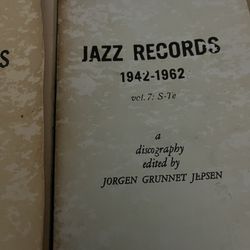 S
JAZZ RECORDS
1942-1962
vol. 7: S-Te
a
discography
edited by
JORGEN GRUNNET JEPSEN